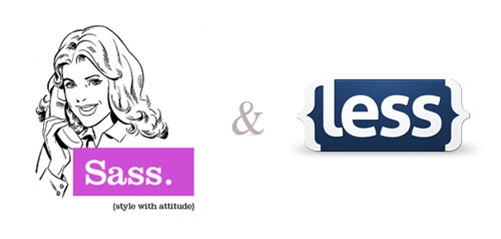 Sass.
{style with attitude}
&
{less}